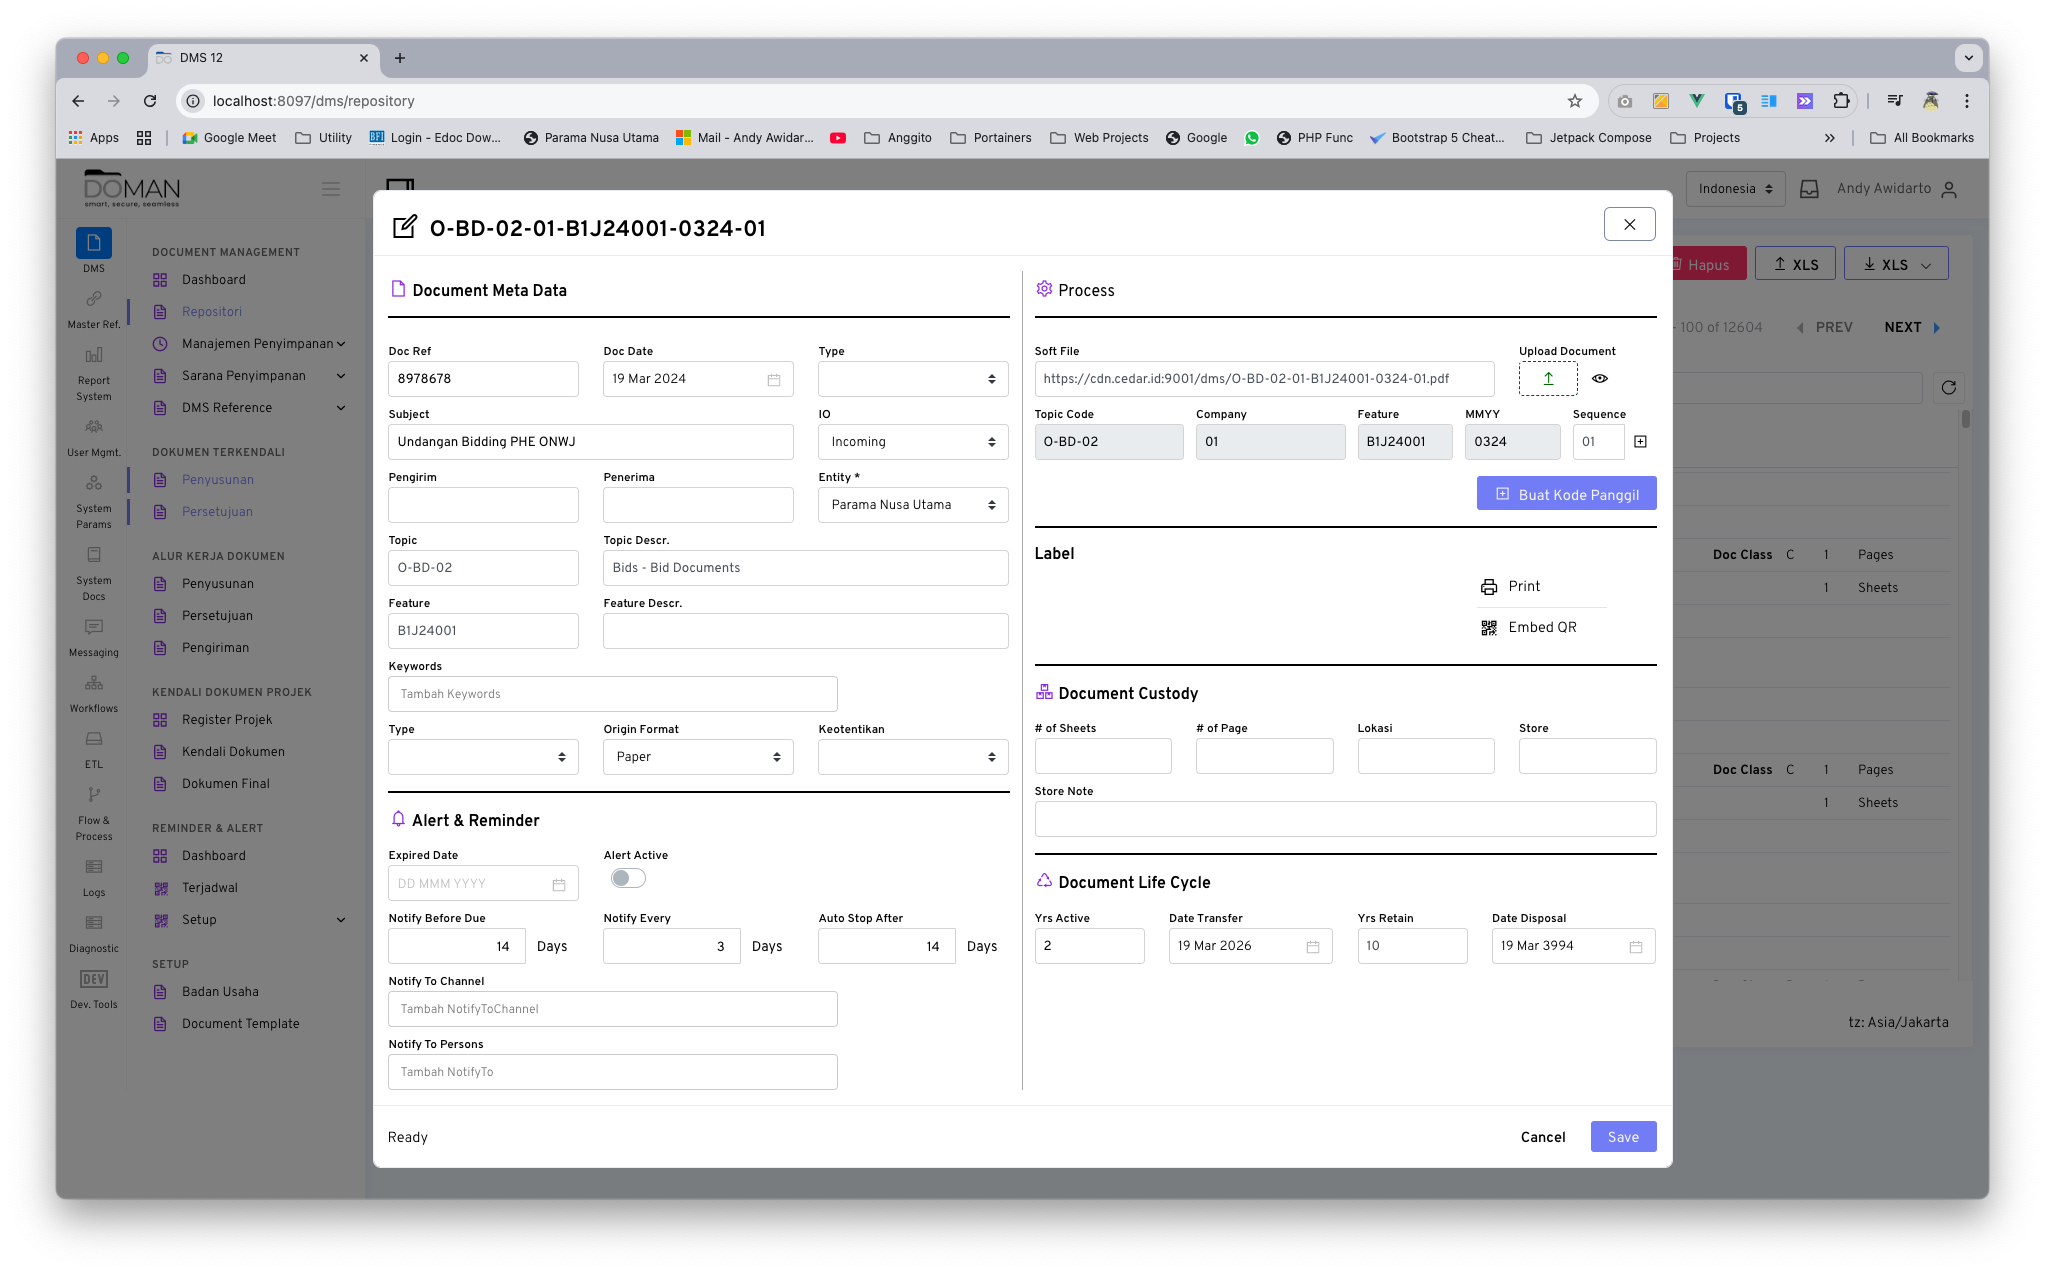 DMS 12
localhost:8097/dms/repository
5
Apps
Google Meet
Utility
Login - Edoc Dow...
Parama Nusa Utama
Mail - Andy Awidar...
Anggito
Portainers
Web Projects
Google
PHP Func
Bootstrap 5 Cheat...
Jetpack Compose
Projects
All Bookmarks
DOMAN
smart, secure, seamless
Indonesia
Andy Awidarto
DMS
Master Ref.
Report System
User Mgmt.
System Params
System Docs
Messaging
Workflows
ETL
Flow & Process
Logs
Diagnostic
DEV
Dev. Tools
DOCUMENT MANAGEMENT
Dashboard
Repositori
Manajemen Penyimpanan
Sarana Penyimpanan
DMS Reference
DOKUMEN TERKENDALI
Penyusunan
Persetujuan
ALUR KERJA DOKUMEN
Penyusunan
Persetujuan
Pengiriman
KENDALI DOKUMEN PROJEK
Register Projek
Kendali Dokumen
Dokumen Final
REMINDER & ALERT
Dashboard
Terjadwal
Setup
SETUP
Badan Usaha
Document Template
O-BD-02-01-B1J24001-0324-01
Document Meta Data
Doc Ref
8978678
Doc Date
19 Mar 2024
Type
Subject
Undangan Bidding PHE ONWJ
IO
Incoming
Pengirim
Penerima
Entity *
Parama Nusa Utama
Topic
O-BD-02
Topic Descr.
Bids - Bid Documents
Feature
B1J24001
Feature Descr.
Keywords
Tambah Keywords
Type
Origin Format
Paper
Keotentikan
Alert & Reminder
Expired Date
DD MMM YYYY
Alert Active
Notify Before Due
14 Days
Notify Every
3 Days
Auto Stop After
14 Days
Notify To Channel
Tambah NotifyToChannel
Notify To Persons
Tambah NotifyTo
Process
Soft File
https://cdn.cedar.id:9001/dms/O-BD-02-01-B1J24001-0324-01.pdf
Upload Document
Topic Code
O-BD-02
Company
01
Feature
B1J24001
MMYY
0324
Sequence
01
Buat Kode Panggil
Label
Print
Embed QR
Document Custody
# of Sheets
# of Page
Lokasi
Store
Store Note
Document Life Cycle
Yrs Active
2
Date Transfer
19 Mar 2026
Yrs Retain
10
Date Disposal
19 Mar 3994
Ready
Cancel
Save
Hapus
XLS
XLS
- 100 of 12604
PREV
NEXT
Doc Class C 1 Pages
1 Sheets
Doc Class C 1 Pages
1 Sheets
tz: Asia/Jakarta